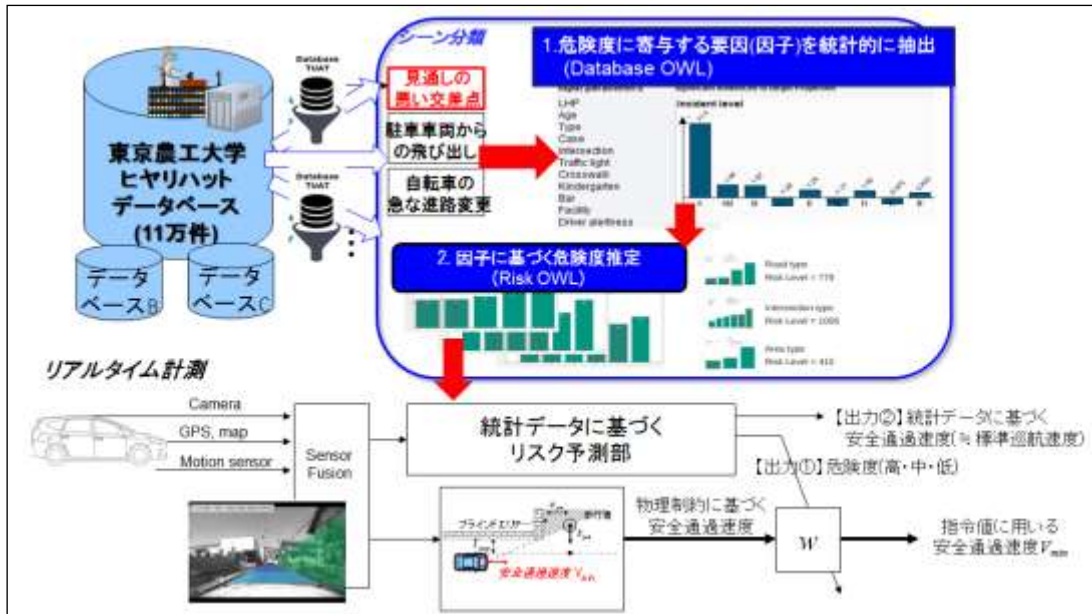 シーン分類
1.危険度に寄与する要因(因子)を統計的に抽出
(Database OWL)
Database
TUAT
見通しの
悪い交差点
駐車車両から
の飛び出し
自転車の
急な進路変更
Database
TUAT
東京農工大学
ヒヤリハット
データベース
(11万件)
データ
ベースB
データ
ベースC
LHP
Age
Type
Case
Intersection
Traffic light
Crosswalk
Kindergarten
Bar
Facility
Driver alertness
Incident level
2. 因子に基づく危険度推定
(Risk OWL)
Road type
Risk Level = 779
Intersection type
Area type
リアルタイム計測
Camera
GPS, map
Motion sensor
Sensor
Fusion
統計データに基づく
リスク予測部
【出力②】統計データに基づく
安全通過速度(≒標準巡航速度)
【出力①】危険度(高・中・低)
ブラインドエリア
歩行者
安全通過速度
物理制約に基づく
安全通過速度
W
指令値に用いる
安全通過速度Vmin